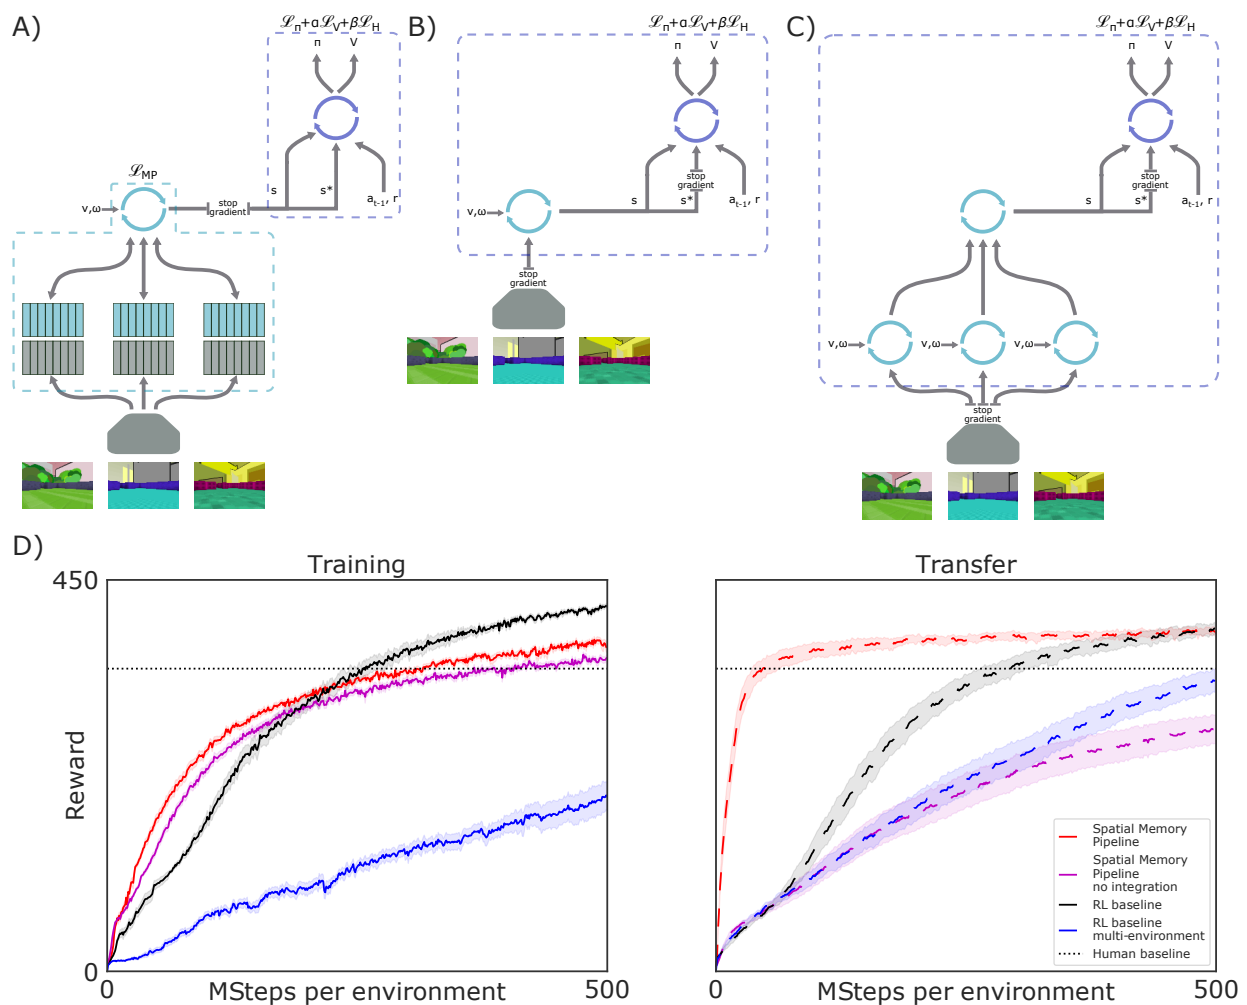 A)
ℒπ+αℒV+βℒH
π V
ℒMP
v,ω
stop
gradient
s
s*
at-1, r
B)
ℒπ+αℒV+βℒH
π V
stop
gradient
s
s*
at-1, r
v,ω
stop
gradient
C)
ℒπ+αℒV+βℒH
π V
stop
gradient
s
s*
at-1, r
v,ω
v,ω
v,ω
stop
gradient
D)
Training
450
Reward
0
0
500
MSteps per environment
Transfer
Spatial Memory
Pipeline
Spatial Memory
Pipeline
no integration
RL baseline
RL baseline
multi-environment
Human baseline
0
500
MSteps per environment